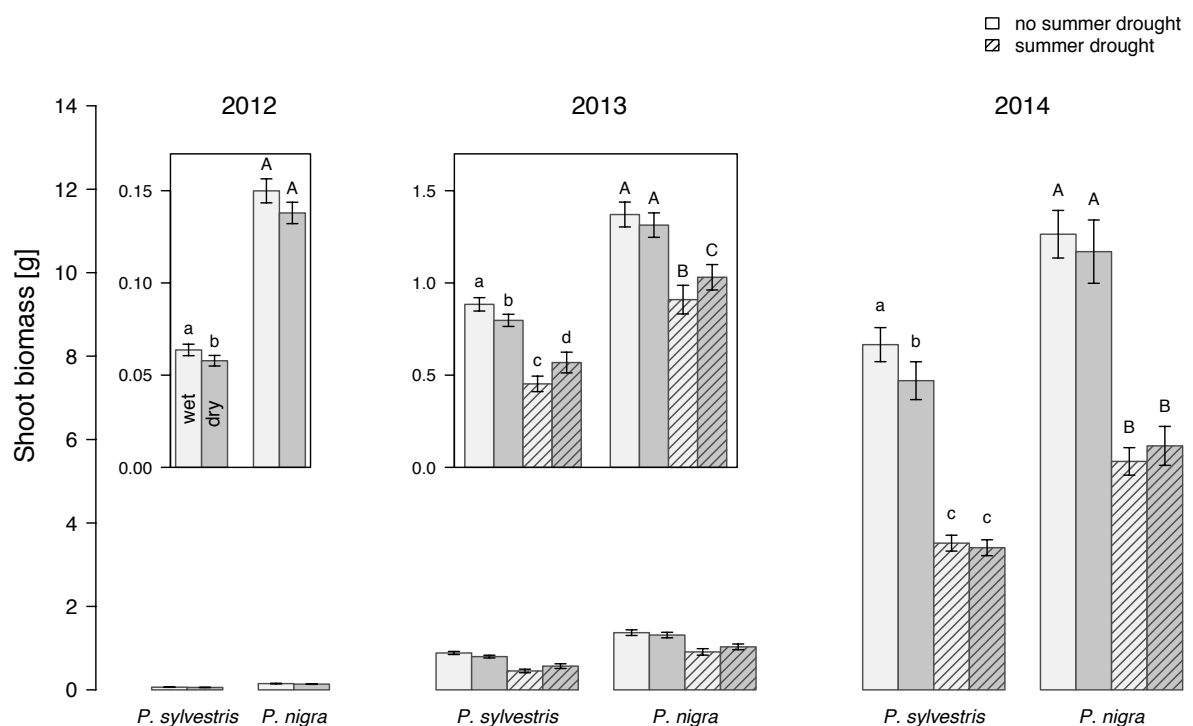 no summer drought
summer drought
2012
2013
2014
Shoot biomass [g]
14
12
10
8
6
4
2
0
0.15
0.10
0.05
0.00
a
b
A
A
wet
dry
1.5
1.0
0.5
0.0
a
b
c
d
A
A
B
C
a
b
c
c
A
A
B
B
P. sylvestris
P. nigra
P. sylvestris
P. nigra
P. sylvestris
P. nigra